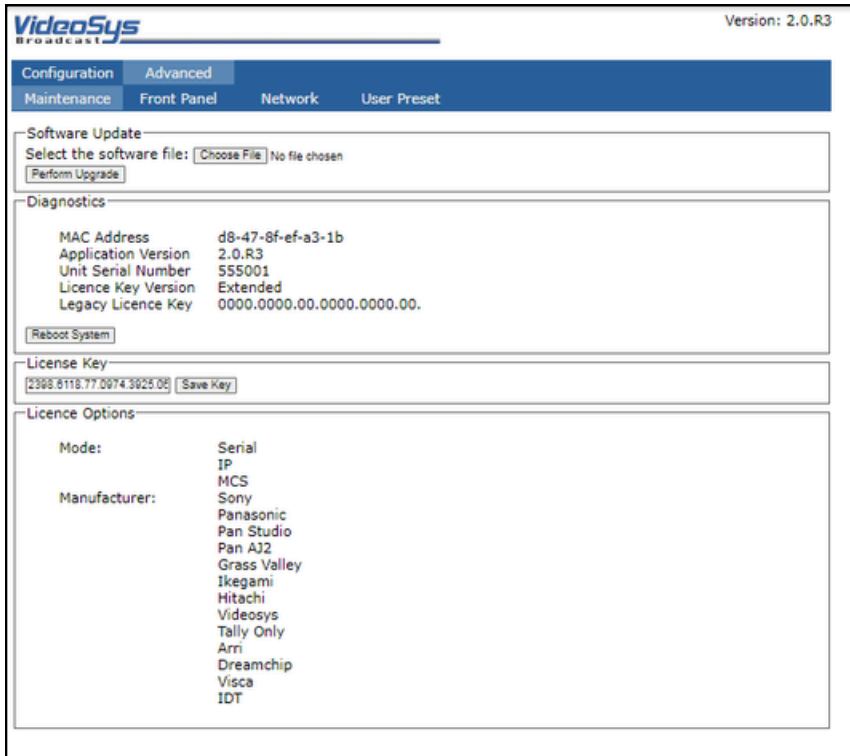 VideoSys
Broadcast
Version: 2.0.R3
Configuration Advanced
Maintenance Front Panel Network User Preset
Software Update
Select the software file: Choose File No file chosen
Perform Upgrade
Diagnostics
MAC Address d8-47-8f-ef-a3-1b
Application Version 2.0.R3
Unit Serial Number 555001
Licence Key Version Extended
Legacy Licence Key 0000.0000.00.0000.0000.00.
Reboot System
License Key
2398.6118.77.0974.3925.06 Save Key
Licence Options
Mode: Serial
IP
MCS
Manufacturer: Sony
Panasonic
Pan Studio
Pan AJ2
Grass Valley
Ikegami
Hitachi
Videosys
Tally Only
Arri
Dreamchip
Visca
IDT